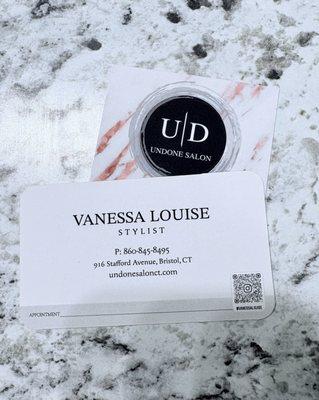 U|D
UNDONE SALON
VANESSA LOUISE
STYLIST
P: 860-845-8495
916 Stafford Avenue, Bristol, CT
undonesalonct.com
APPOINTMENT